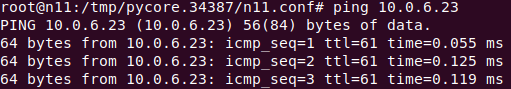 root@n11:/tmp/pycore.34387/n11.conf# ping 10.0.6.23
PING 10.0.6.23 (10.0.6.23) 56(84) bytes of data.
64 bytes from 10.0.6.23: icmp_seq=1 ttl=61 time=0.055 ms
64 bytes from 10.0.6.23: icmp_seq=2 ttl=61 time=0.125 ms
64 bytes from 10.0.6.23: icmp_seq=3 ttl=61 time=0.119 ms